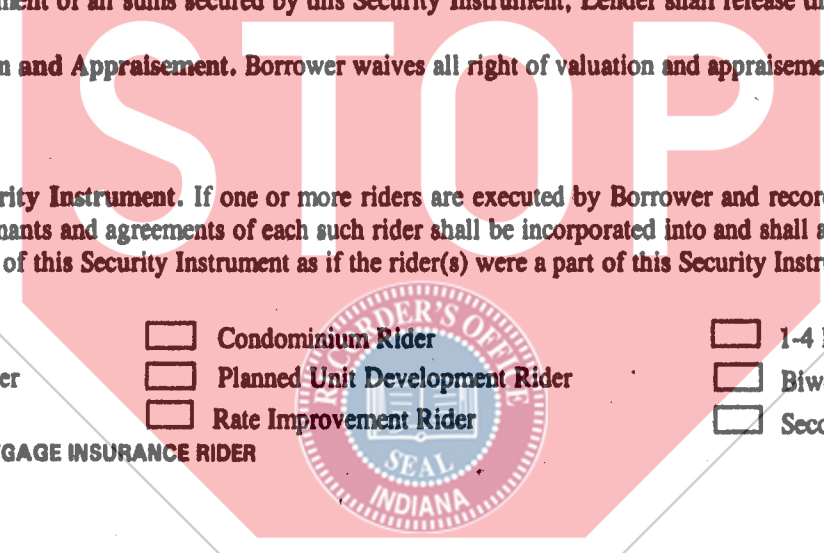 STOP
ment of all sums secured by this Security Instrument, Lender shall release th
n and Appraisement. Borrower waives all right of valuation and appraiseme
rity Instrument. If one or more riders are executed by Borrower and recor
nants and agreements of each such rider shall be incorporated into and shall a
of this Security Instrument as if the rider(s) were a part of this Security Instr
Condominium Rider 1-4
er Planned Unit Development Rider Biw
Rate Improvement Rider Seco
GAGE INSURANCE RIDER
RECORDER'S OFFICE
SEAL
INDIANA